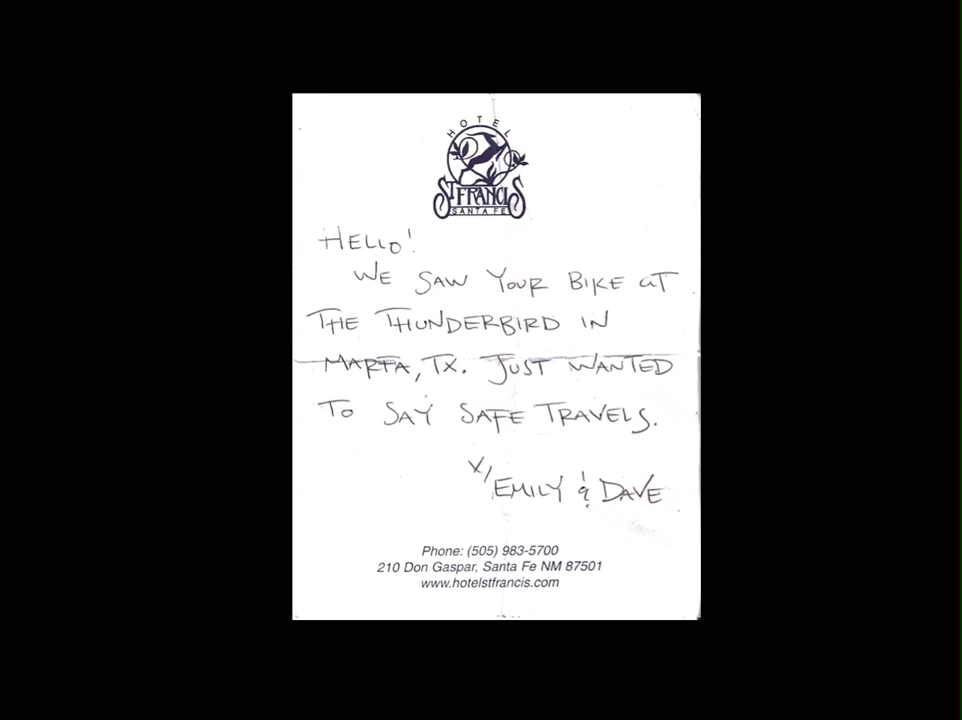 HOTEL
ST FRANCIS
SANTA FE
HELLO!
WE SAW YOUR BIKE AT
THE THUNDERBIRD IN
MARFA, TX. JUST WANTED
TO SAY SAFE TRAVELS.
X/ EMILY & DAVE
Phone: (505) 983-5700
210 Don Gaspar, Santa Fe NM 87501
www.hotelstfrancis.com